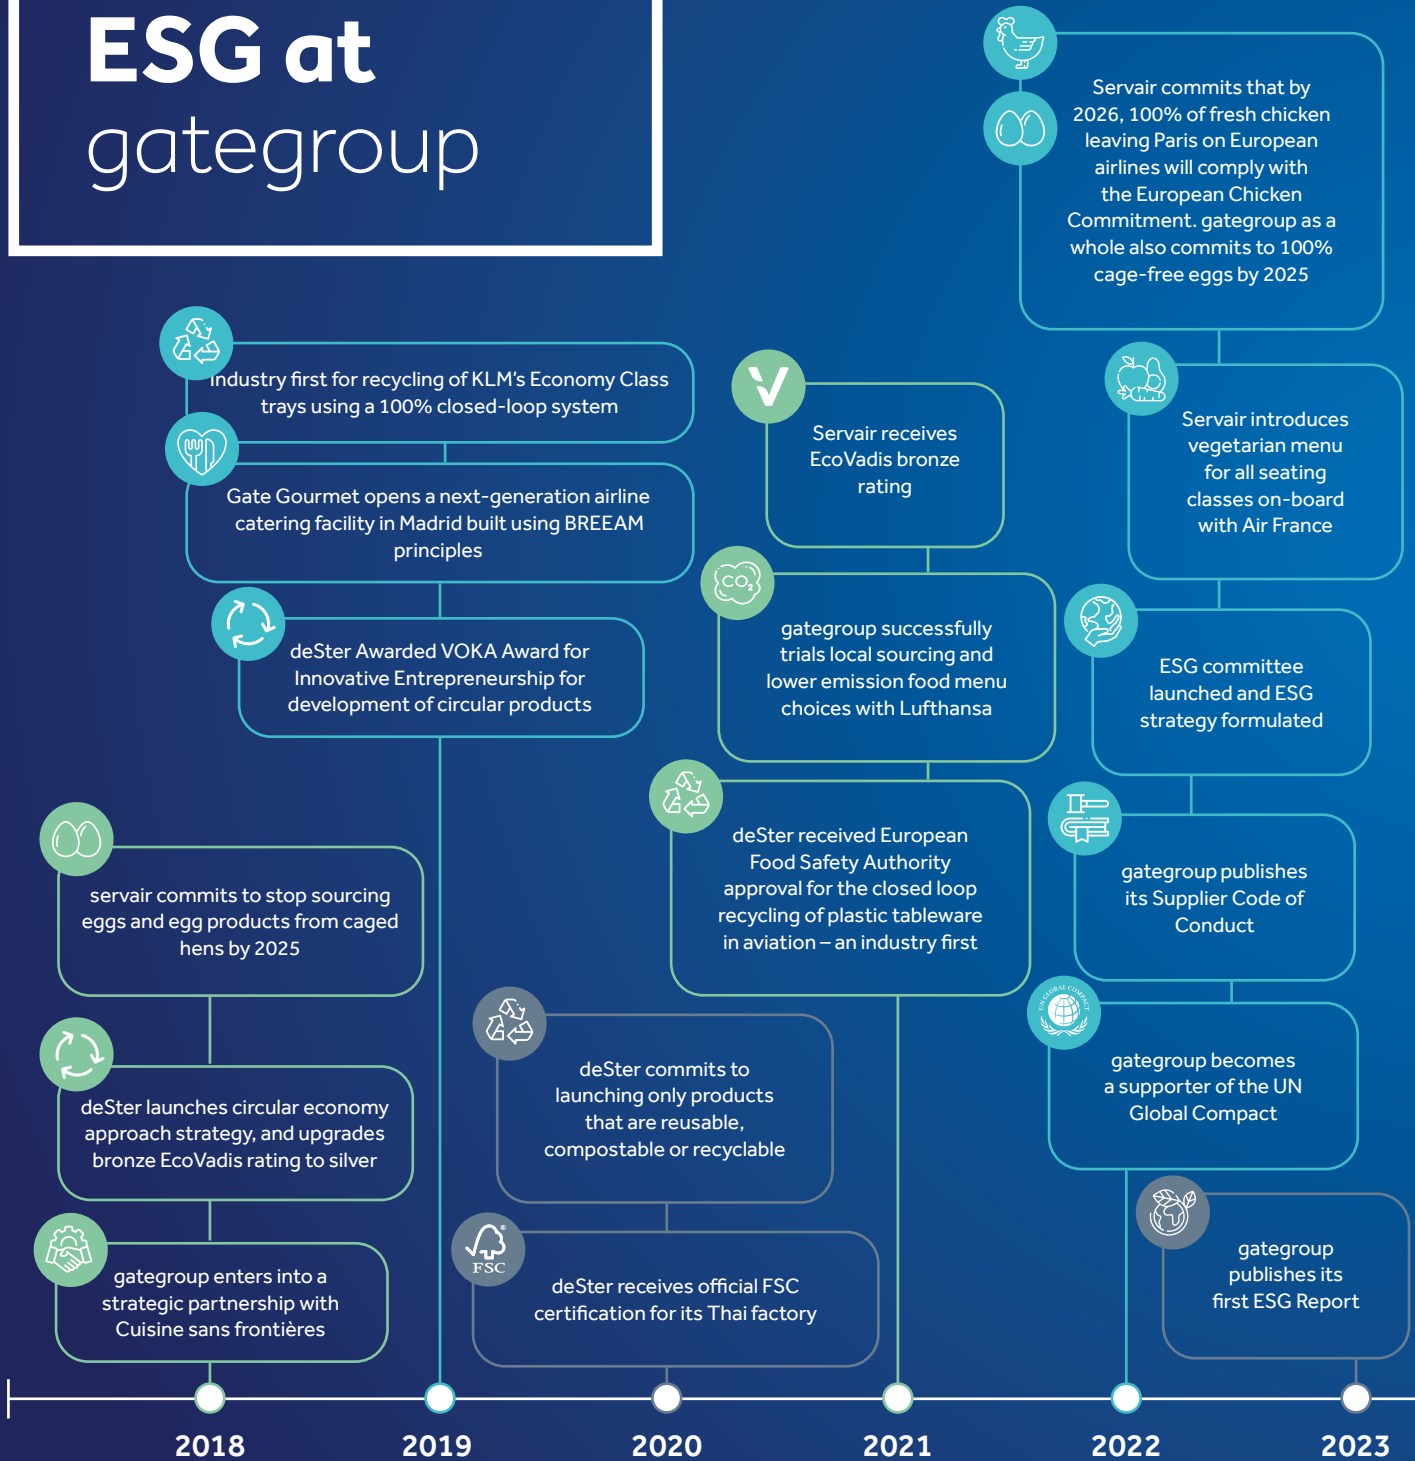 ESG at
gategroup
Servair commits that by
2026, 100% of fresh chicken
leaving Paris on European
airlines will comply with
the European Chicken
Commitment. gategroup as a
whole also commits to 100%
cage-free eggs by 2025
Industry first for recycling of KLM's Economy Class
trays using a 100% closed-loop system
Gate Gourmet opens a next-generation airline
catering facility in Madrid built using BREEAM
principles
deSter Awarded VOKA Award for
Innovative Entrepreneurship for
development of circular products
servair commits to stop sourcing
eggs and egg products from caged
hens by 2025
deSter launches circular economy
approach strategy, and upgrades
bronze EcoVadis rating to silver
gategroup enters into a
strategic partnership with
Cuisine sans frontières
deSter commits to
launching only products
that are reusable,
compostable or recyclable
FSC
®
deSter receives official FSC
certification for its Thai factory
Servair receives
EcoVadis bronze
rating
CO₂
gategroup successfully
trials local sourcing and
lower emission food menu
choices with Lufthansa
deSter received European
Food Safety Authority
approval for the closed loop
recycling of plastic tableware
in aviation – an industry first
Servair introduces
vegetarian menu
for all seating
classes on-board
with Air France
ESG committee
launched and ESG
strategy formulated
gategroup publishes
its Supplier Code of
Conduct
UN GLOBAL COMPACT
gategroup becomes
a supporter of the UN
Global Compact
gategroup
publishes its
first ESG Report
2018
2019
2020
2021
2022
2023